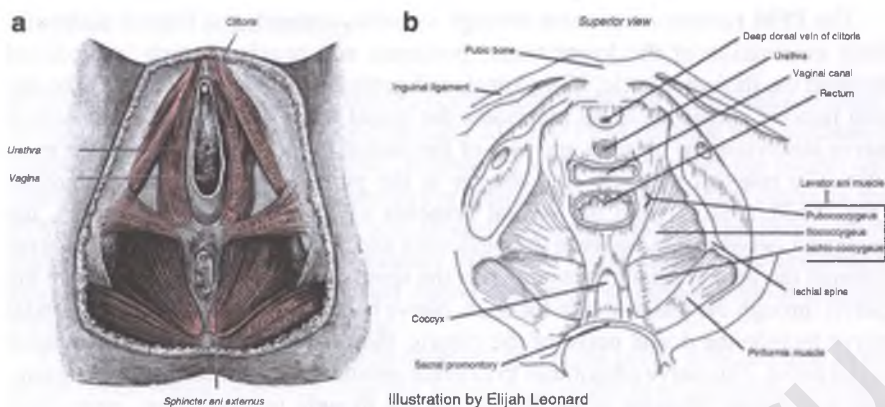 a
Clitoris
Urethra
Vagina
Sphincter ani externus
b
Superior view
Deep dorsal vein of clitoris
Pubic bone
Urethra
Vaginal canal
Inguinal ligament
Rectum
Levator ani muscle
Pubococcygeus
Iliococcygeus
Ischio-coccygeus
Ischial spine
Coccyx
Sacral promontory
Piriformis muscle
Illustration by Elijah Leonard